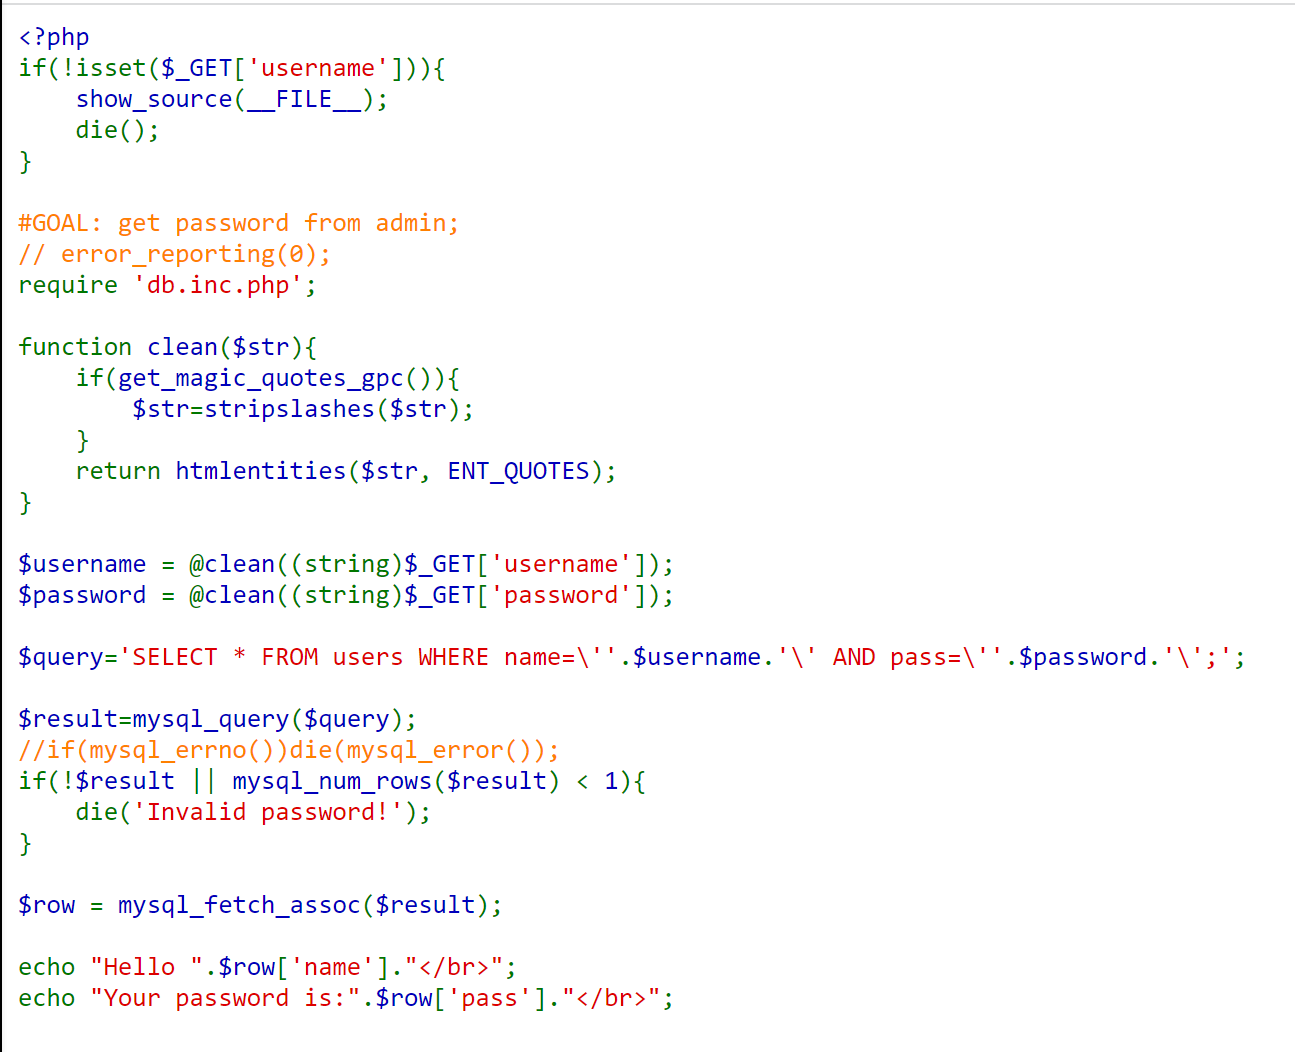 <?php
if(!isset($_GET['username'])){
    show_source(__FILE__);
    die();
}

#GOAL: get password from admin;
// error_reporting(0);
require 'db.inc.php';

function clean($str){
    if(get_magic_quotes_gpc()){
        $str=stripslashes($str);
    }
    return htmlentities($str, ENT_QUOTES);
}

$username = @clean((string)$_GET['username']);
$password = @clean((string)$_GET['password']);

$query='SELECT * FROM users WHERE name=\''.$username.'\' AND pass=\''.$password.'\';';

$result=mysql_query($query);
//if(mysql_errno())die(mysql_error());
if(!$result || mysql_num_rows($result) < 1){
    die('Invalid password!');
}

$row = mysql_fetch_assoc($result);

echo "Hello ".$row['name']."</br>";
echo "Your password is:".$row['pass']."</br>";